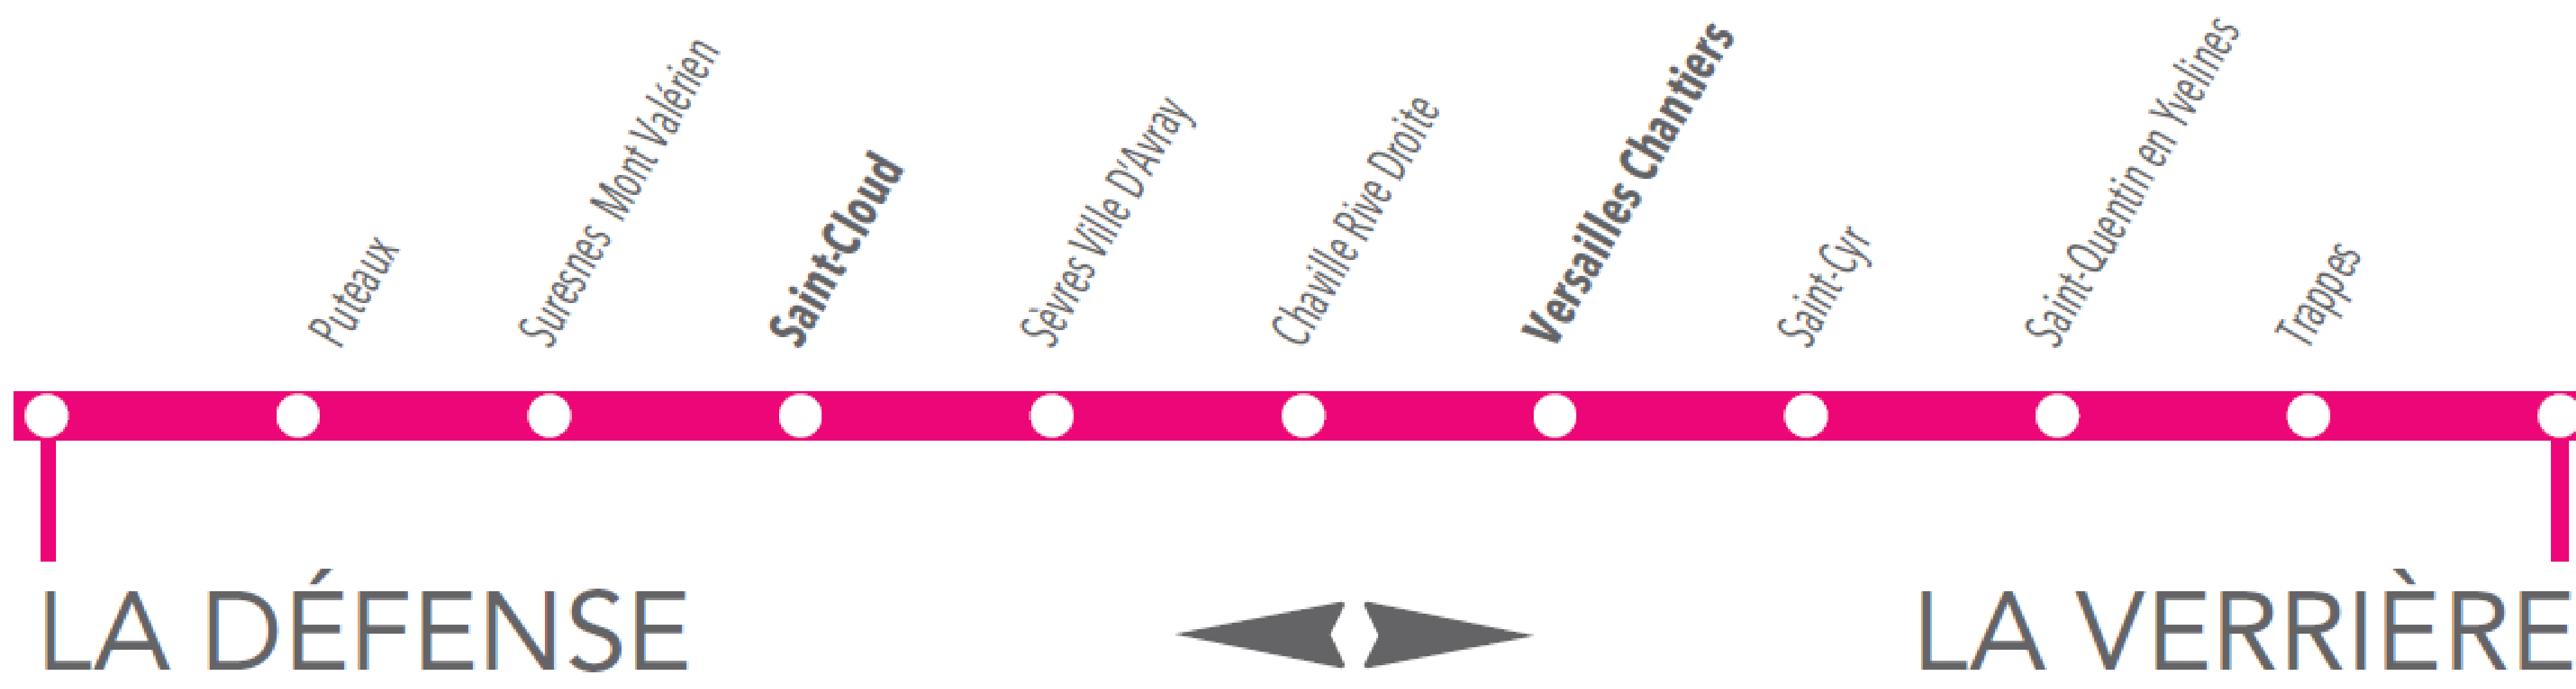 Puteaux
Suresnes Mont Valérien
Saint-Cloud
Sèvres Ville D'Avray
Chaville Rive Droite
Versailles Chantiers
Saint-Cyr
Saint-Quentin en Yvelines
Trappes
LA DÉFENSE
LA VERRIÈRE